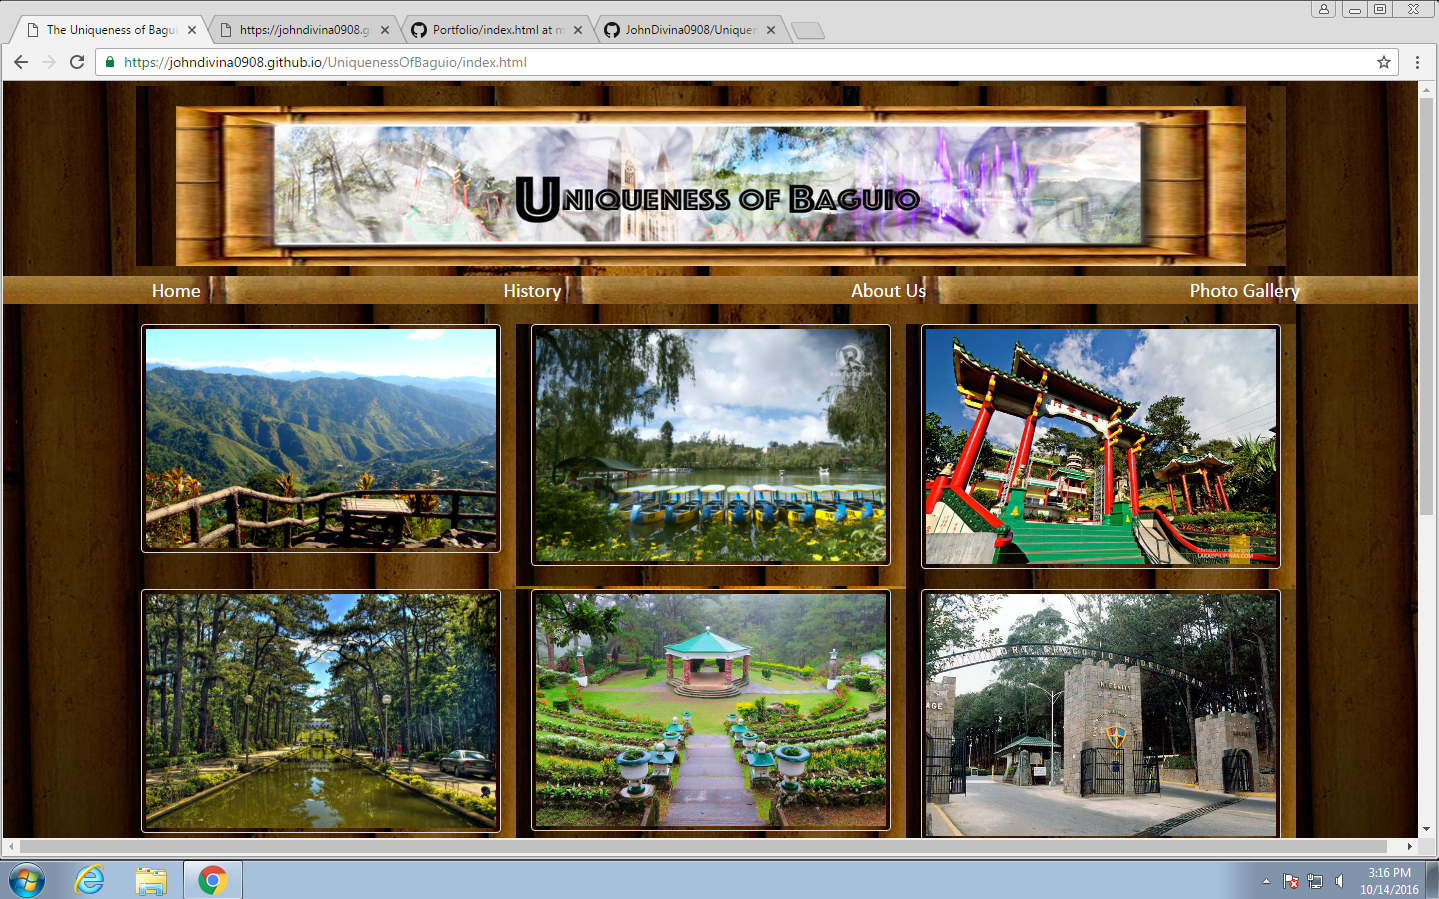 The Uniqueness of Bagui
https://johndivina0908.g
Portfolio/index.html at m
JohnDivina0908/Unique
https://johndivina0908.github.io/UniquenessOfBaguio/index.html
Uniqueness of Baguio
Home
History
About Us
Photo Gallery
3:16 PM
10/14/2016